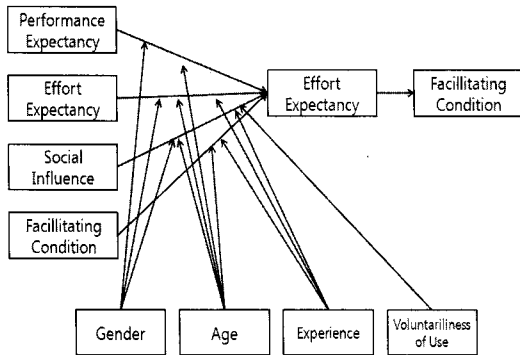 Performance
Expectancy
Effort
Expectancy
Effort
Expectancy
Facillitating
Condition
Social
Influence
Facillitating
Condition
Gender
Age
Experience
Voluntariliness
of Use